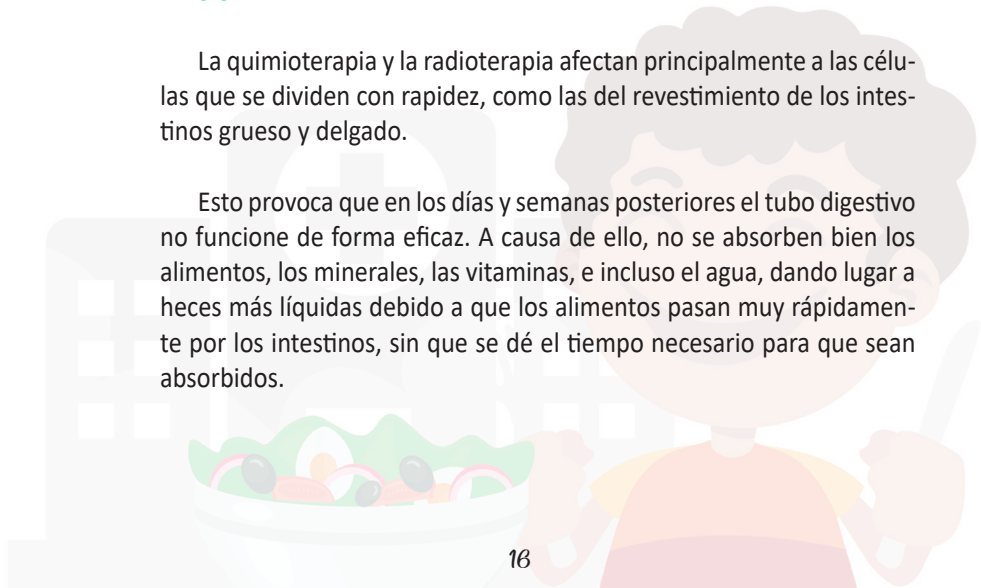 La quimioterapia y la radioterapia afectan principalmente a las célu-
las que se dividen con rapidez, como las del revestimiento de los intes-
tinos grueso y delgado.
Esto provoca que en los días y semanas posteriores el tubo digestivo
no funcione de forma eficaz. A causa de ello, no se absorben bien los
alimentos, los minerales, las vitaminas, e incluso el agua, dando lugar a
heces más líquidas debido a que los alimentos pasan muy rápidamen-
te por los intestinos, sin que se dé el tiempo necesario para que sean
absorbidos.
16